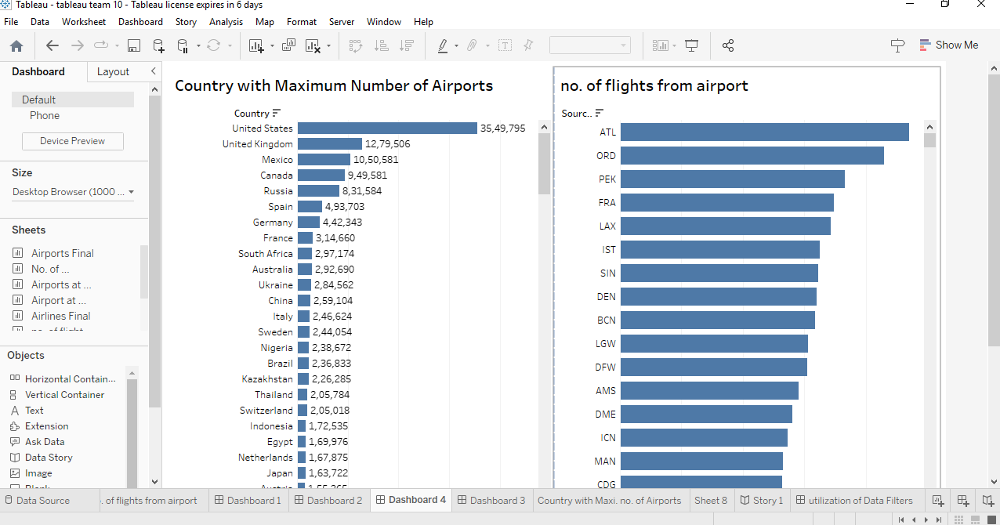 Tableau - tableau team 10 - Tableau license expires in 6 days
File Data Worksheet Dashboard Story Analysis Map Format Server Window Help
Show Me
Dashboard Layout
Default
Phone
Device Preview
Size
Desktop Browser (1000 ...
Sheets
Airports Final
No. of ...
Airports at ...
Airport at ...
Airlines Final
no. of flight
Objects
Horizontal Contain...
Vertical Container
Text
Extension
Ask Data
Data Story
Image
Blank
Country with Maximum Number of Airports
Country
United States 35,49,795
United Kingdom 12,79,506
Mexico 10,50,581
Canada 9,49,581
Russia 8,31,584
Spain 4,93,703
Germany 4,42,343
France 3,14,660
South Africa 2,97,174
Australia 2,92,690
Ukraine 2,84,562
China 2,59,104
Italy 2,46,624
Sweden 2,44,054
Nigeria 2,38,672
Brazil 2,36,833
Kazakhstan 2,26,285
Thailand 2,05,784
Switzerland 2,05,018
Indonesia 1,72,535
Egypt 1,69,976
Netherlands 1,67,875
Japan 1,63,722
Austria 1,55,265
no. of flights from airport
Sourc..
ATL
ORD
PEK
FRA
LAX
IST
SIN
DEN
BCN
LGW
DFW
AMS
DME
ICN
MAN
CDG
Data Source . of flights from airport Dashboard 1 Dashboard 2 Dashboard 4 Dashboard 3 Country with Maxi. no. of Airports Sheet 8 Story 1 utilization of Data Filters